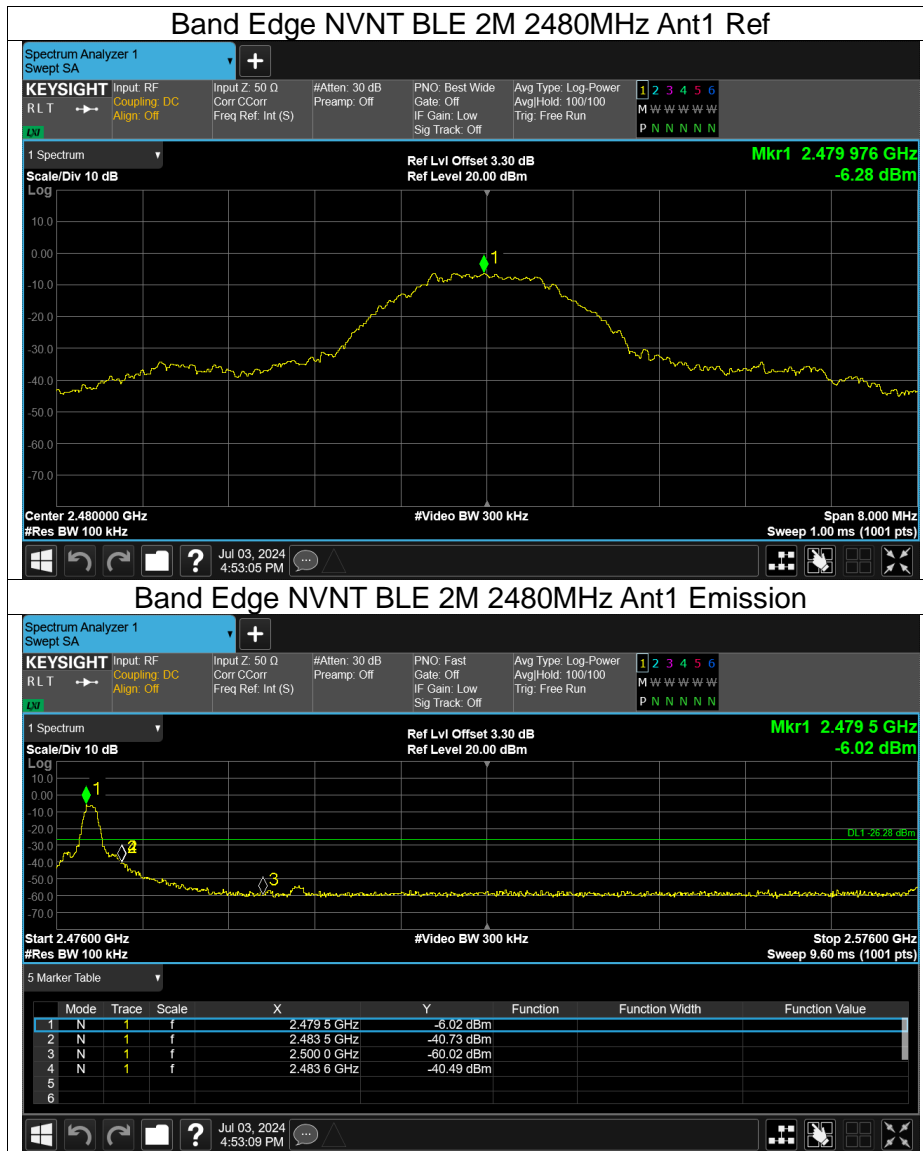 Band Edge NVNT BLE 2M 2480MHz Ant1 Ref
Spectrum Analyzer 1
Swept SA
+
KEYSIGHT Input: RF Input Z: 50 Ω #Atten: 30 dB PNO: Best Wide Avg Type: Log-Power 1 2 3 4 5 6
RLT Coupling: DC Corr CCorr Preamp: Off Gate: Off Avg|Hold: 100/100 M W W W W W
Align: Off Freq Ref: Int (S) IF Gain: Low Trig: Free Run
LXI Sig Track: Off P N N N N N
1 Spectrum Ref Lvl Offset 3.30 dB Mkr1 2.479 976 GHz
Scale/Div 10 dB Ref Level 20.00 dBm -6.28 dBm
Log
10.0
0.00
1
-10.0
-20.0
-30.0
-40.0
-50.0
-60.0
-70.0
Center 2.480000 GHz #Video BW 300 kHz Span 8.000 MHz
#Res BW 100 kHz Sweep 1.00 ms (1001 pts)
? Jul 03, 2024
4:53:05 PM
Band Edge NVNT BLE 2M 2480MHz Ant1 Emission
Spectrum Analyzer 1
Swept SA
+
KEYSIGHT Input: RF Input Z: 50 Ω #Atten: 30 dB PNO: Fast Avg Type: Log-Power 1 2 3 4 5 6
RLT Coupling: DC Corr CCorr Preamp: Off Gate: Off Avg|Hold: 100/100 M W W W W W
Align: Off Freq Ref: Int (S) IF Gain: Low Trig: Free Run
LXI Sig Track: Off P N N N N N
1 Spectrum Ref Lvl Offset 3.30 dB Mkr1 2.479 5 GHz
Scale/Div 10 dB Ref Level 20.00 dBm -6.02 dBm
Log
10.0
0.00 1
-10.0
-20.0 DL1 -26.28 dBm
-30.0
-40.0
-50.0 3
-60.0
-70.0
Start 2.47600 GHz #Video BW 300 kHz Stop 2.57600 GHz
#Res BW 100 kHz Sweep 9.60 ms (1001 pts)
5 Marker Table
Mode Trace Scale X Y Function Function Width Function Value
1 N 1 f 2.479 5 GHz -6.02 dBm
2 N 1 f 2.483 5 GHz -40.73 dBm
3 N 1 f 2.500 0 GHz -60.02 dBm
4 N 1 f 2.483 6 GHz -40.49 dBm
5
6
? Jul 03, 2024
4:53:09 PM